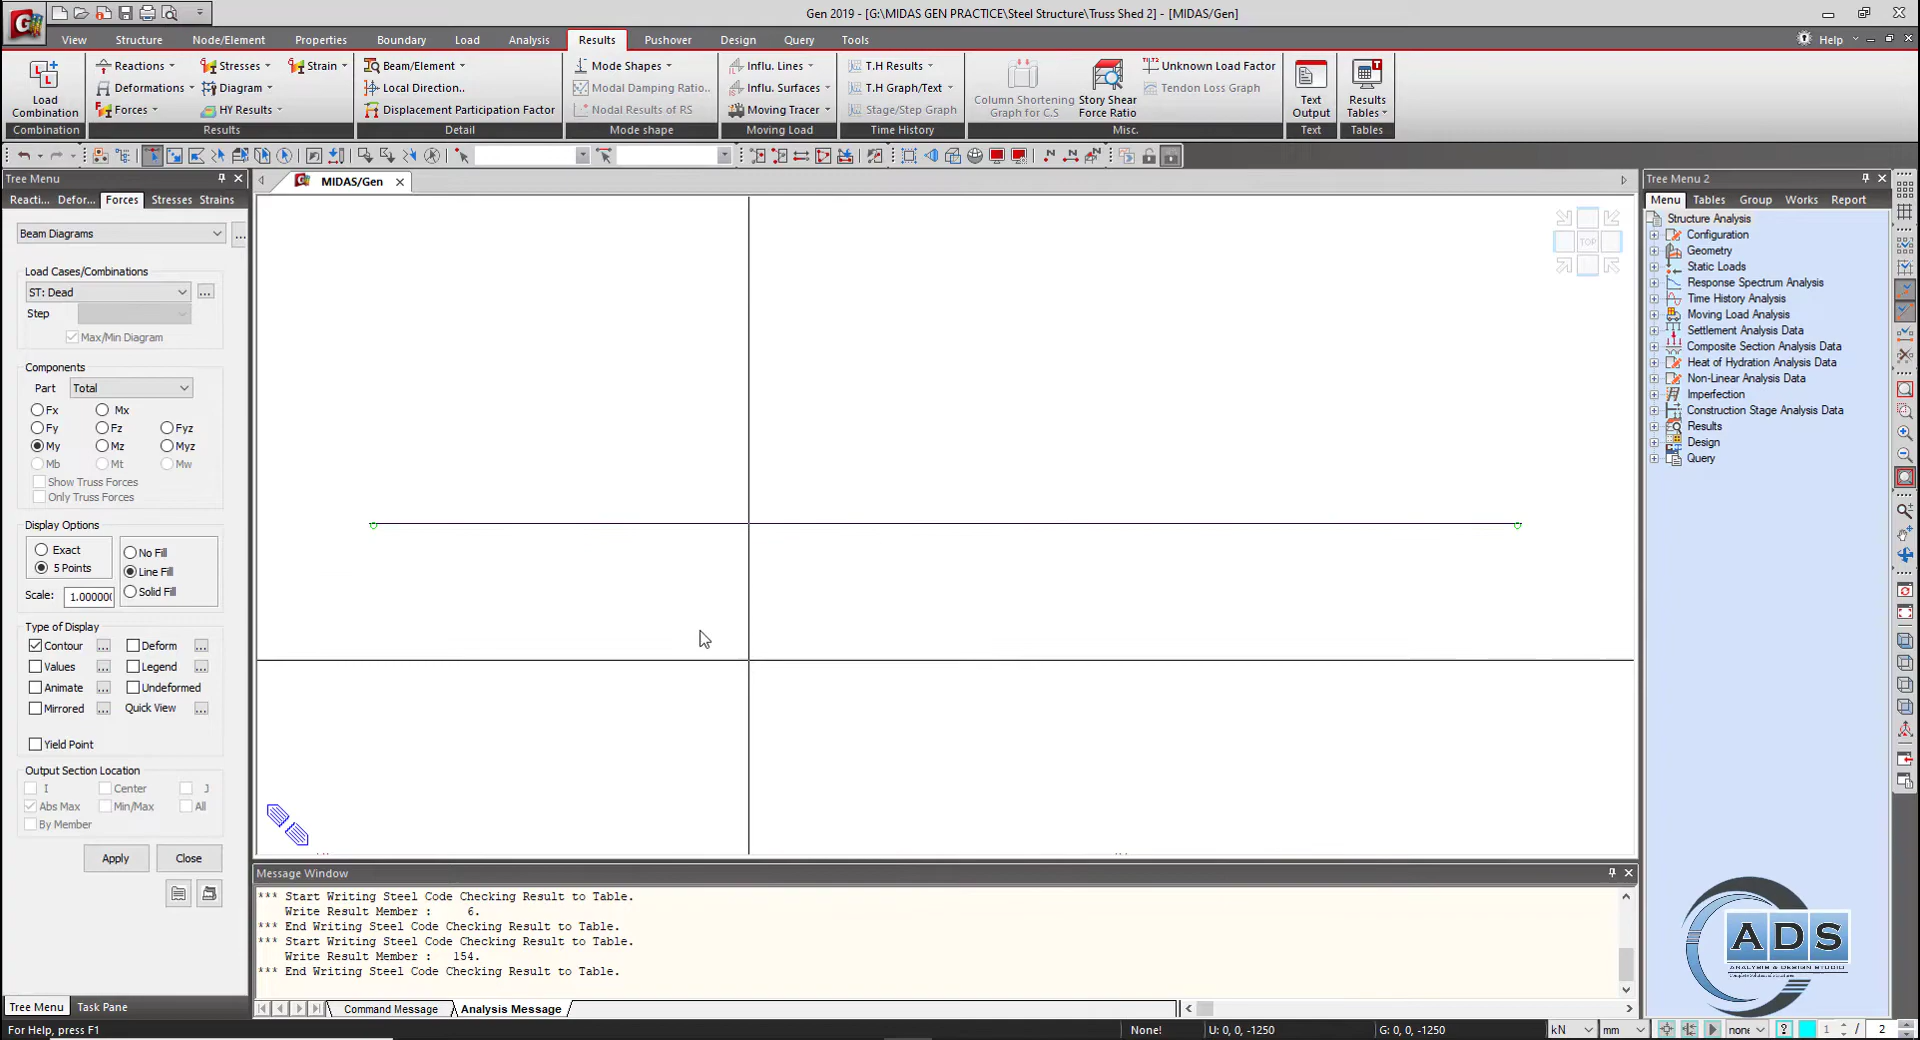 Gen 2019 - [G:\MIDAS GEN PRACTICE\Steel Structure\Truss Shed 2] - [MIDAS/Gen]
View Structure Node/Element Properties Boundary Load Analysis Results Pushover Design Query Tools Help
Load Combination
Combination
Reactions Stresses Strain
Deformations Diagram
Forces HY Results
Results
Beam/Element
Local Direction..
Displacement Participation Factor
Detail
Mode Shapes
Modal Damping Ratio..
Nodal Results of RS
Mode shape
Influ. Lines
Influ. Surfaces
Moving Tracer
Moving Load
T.H Results
T.H Graph/Text
Stage/Step Graph
Time History
Column Shortening Graph for C.S
Story Shear Force Ratio
Unknown Load Factor
Tendon Loss Graph
Misc.
Text Output
Text
Results Tables
Tables
Tree Menu
Reacti... Defor... Forces Stresses Strains
Beam Diagrams
Load Cases/Combinations
ST: Dead
Step
Max/Min Diagram
Components
Part Total
Fx Mx
Fy Fz Fyz
My Mz Myz
Mb Mt Mw
Show Truss Forces
Only Truss Forces
Display Options
Exact
5 Points
No Fill
Line Fill
Solid Fill
Scale: 1.00000
Type of Display
Contour ... Deform ...
Values ... Legend ...
Animate ... Undeformed
Mirrored ... Quick View ...
Yield Point
Output Section Location
I Center J
Abs Max Min/Max All
By Member
Apply Close
Tree Menu Task Pane
MIDAS/Gen
TOP
Message Window
*** Start Writing Steel Code Checking Result to Table.
Write Result Member : 6.
*** End Writing Steel Code Checking Result to Table.
*** Start Writing Steel Code Checking Result to Table.
Write Result Member : 154.
*** End Writing Steel Code Checking Result to Table.
Command Message Analysis Message
Tree Menu 2
Menu Tables Group Works Report
Structure Analysis
Configuration
Geometry
Static Loads
Response Spectrum Analysis
Time History Analysis
Moving Load Analysis
Settlement Analysis Data
Composite Section Analysis Data
Heat of Hydration Analysis Data
Non-Linear Analysis Data
Imperfection
Construction Stage Analysis Data
Results
Design
Query
ADS
ANALYSIS & DESIGN STUDIO
For Help, press F1
None! U: 0, 0, -1250 G: 0, 0, -1250 kN mm none 1 / 2